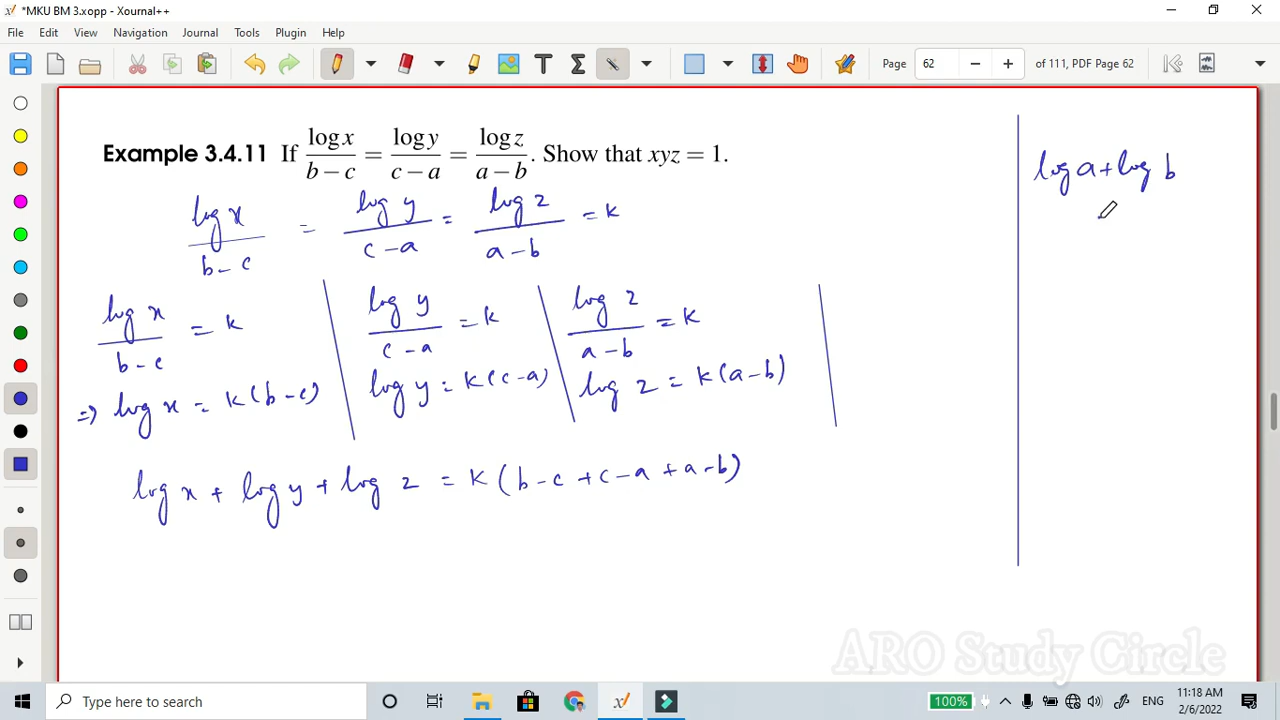 *MKU BM 3.xopp - Xournal++
File Edit View Navigation Journal Tools Plugin Help
Page 62 of 111, PDF Page 62
Example 3.4.11 If log x / b − c = log y / c − a = log z / a − b. Show that xyz = 1.
log x / b − c = log y / c − a = log z / a − b = k
log x / b − c = k
⇒ log x = k(b − c)
log y / c − a = k
log y = k(c − a)
log z / a − b = k
log z = k(a − b)
log x + log y + log z = k(b − c + c − a + a − b)
log a + log b
ARO Study Circle
Type here to search
100%
ENG
11:18 AM
2/6/2022